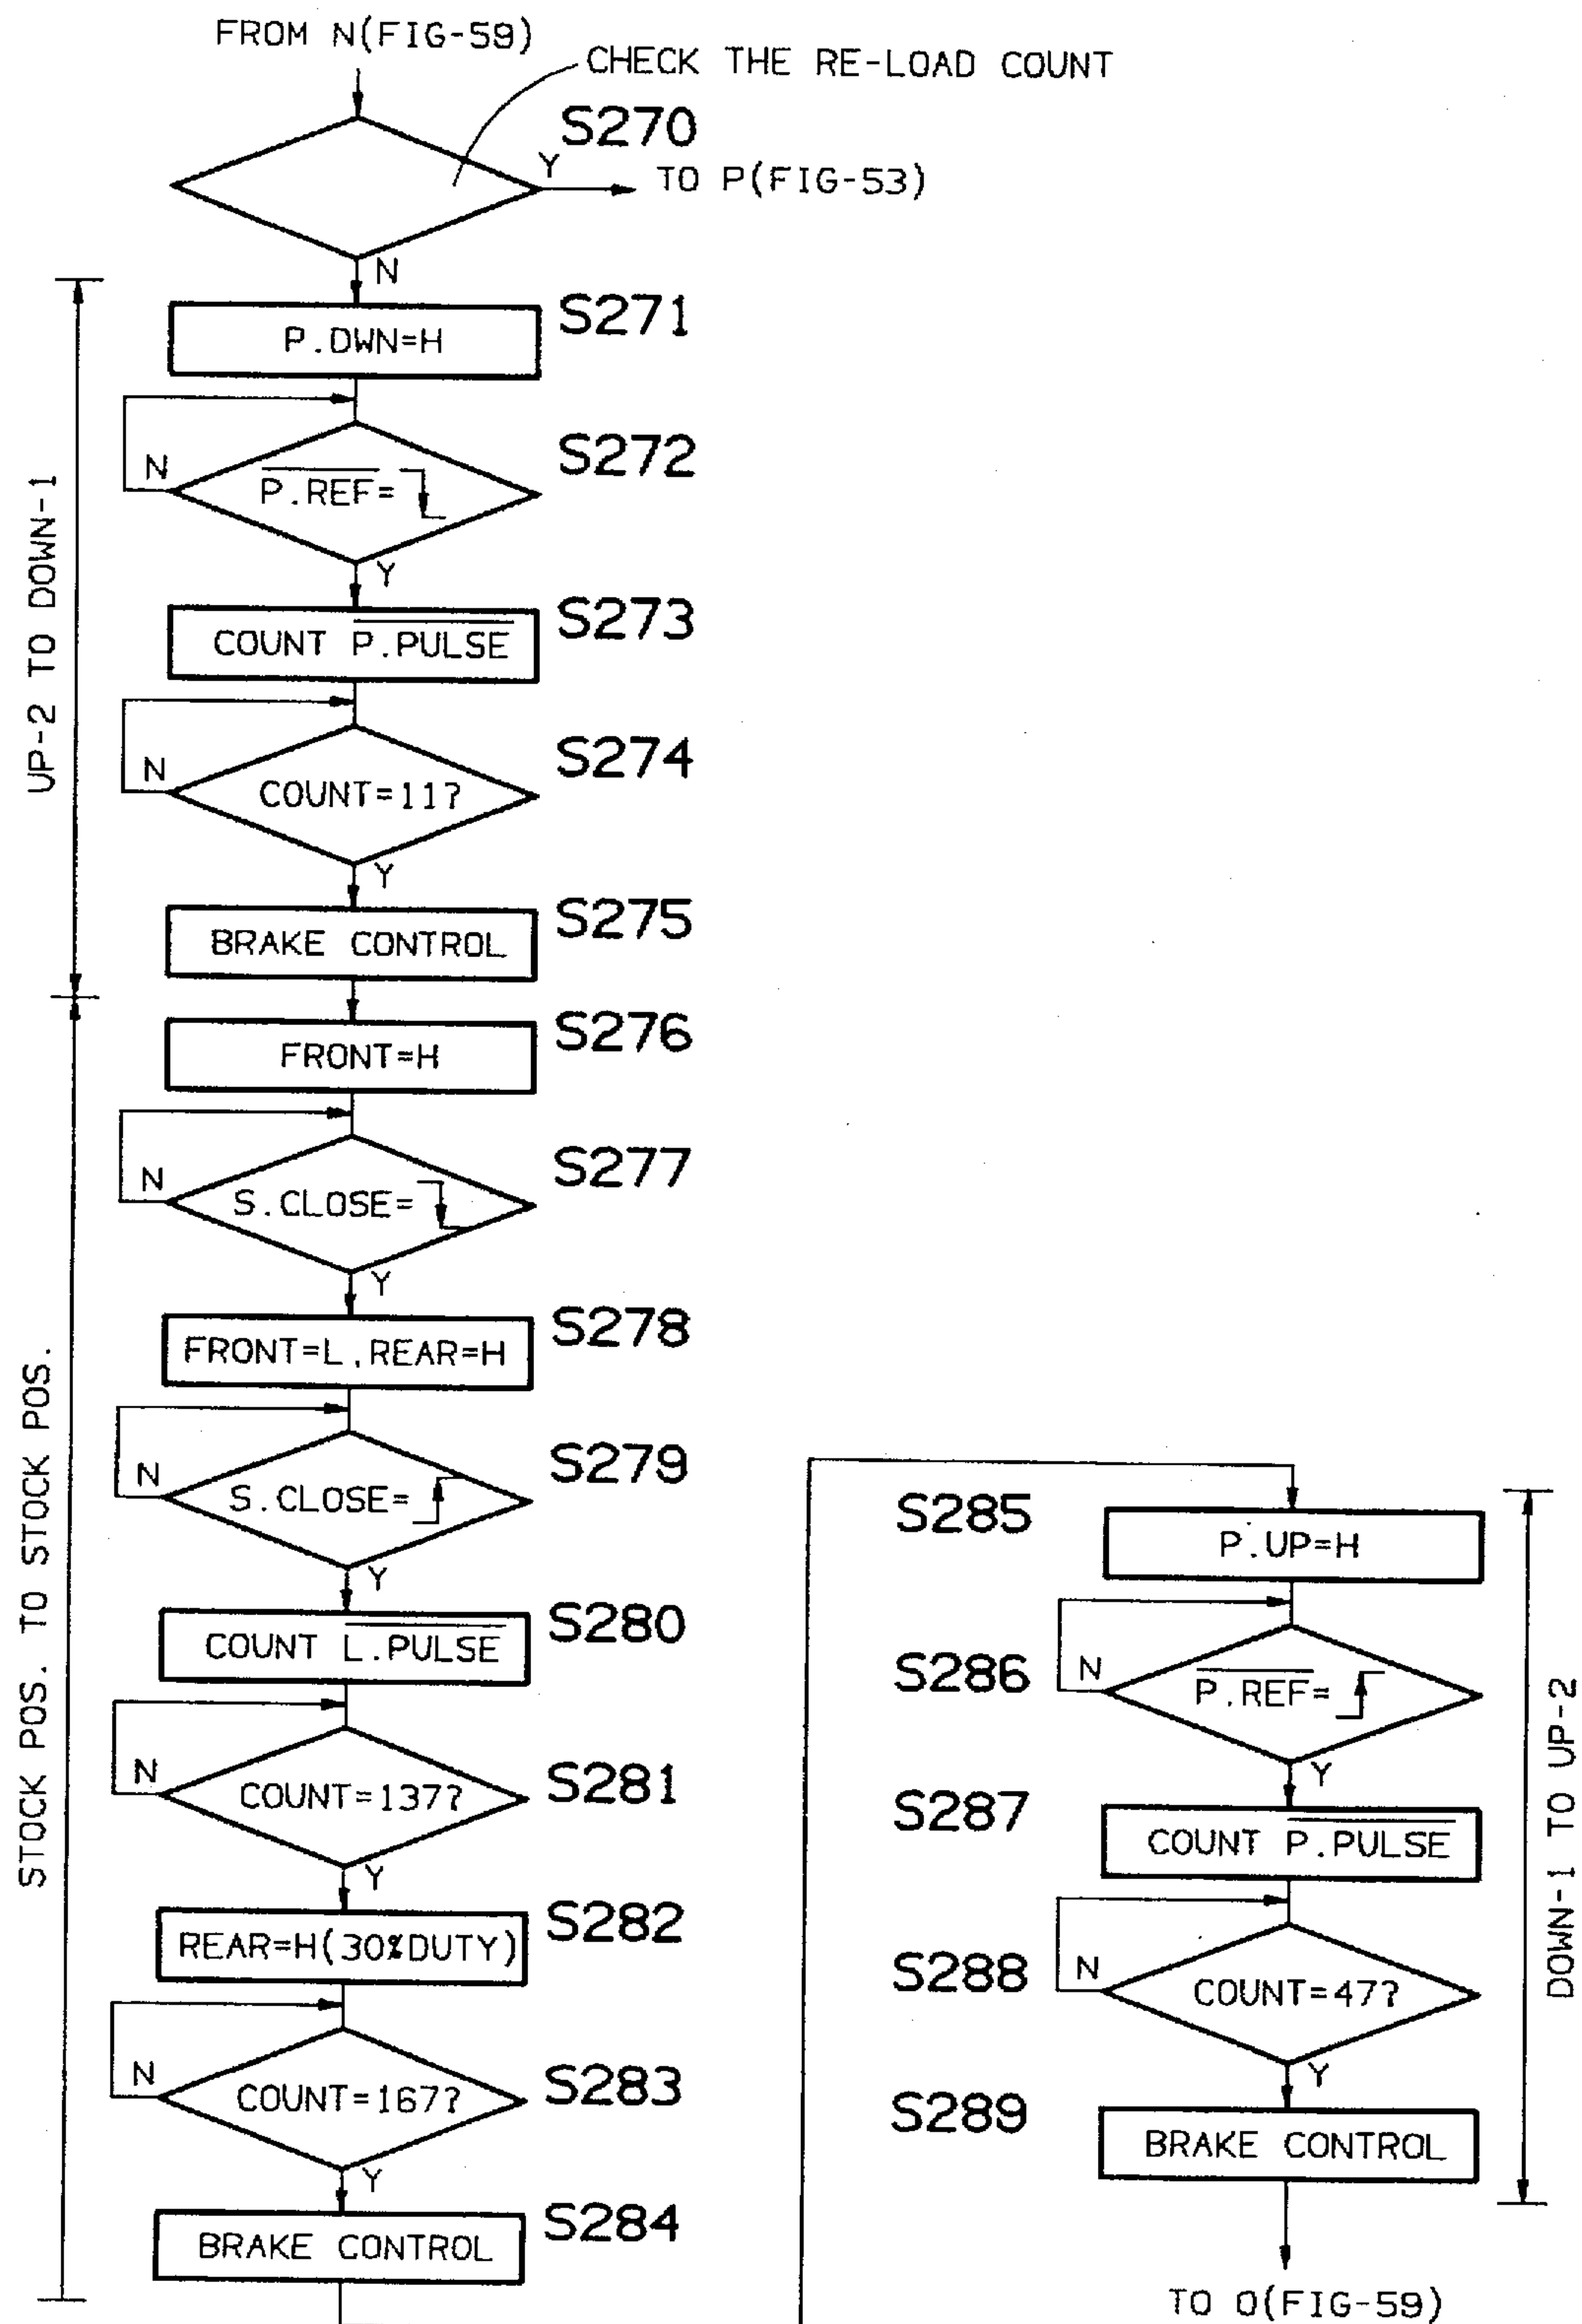 FROM N(FIG-59)
CHECK THE RE-LOAD COUNT
S270
Y
TO P(FIG-53)
N
S271
P.DWN=H
S272
N
P.REF=
Y
S273
COUNT P.PULSE
S274
N
COUNT=11?
Y
S275
BRAKE CONTROL
UP-2 TO DOWN-1
S276
FRONT=H
S277
N
S.CLOSE=
Y
S278
FRONT=L,REAR=H
S279
N
S.CLOSE=
Y
S280
COUNT L.PULSE
S281
N
COUNT=137?
Y
S282
REAR=H(30%DUTY)
S283
N
COUNT=167?
Y
S284
BRAKE CONTROL
STOCK POS. TO STOCK POS.
S285
P.UP=H
S286
N
P.REF=
Y
S287
COUNT P.PULSE
S288
N
COUNT=47?
Y
S289
BRAKE CONTROL
DOWN-1 TO UP-2
TO O(FIG-59)